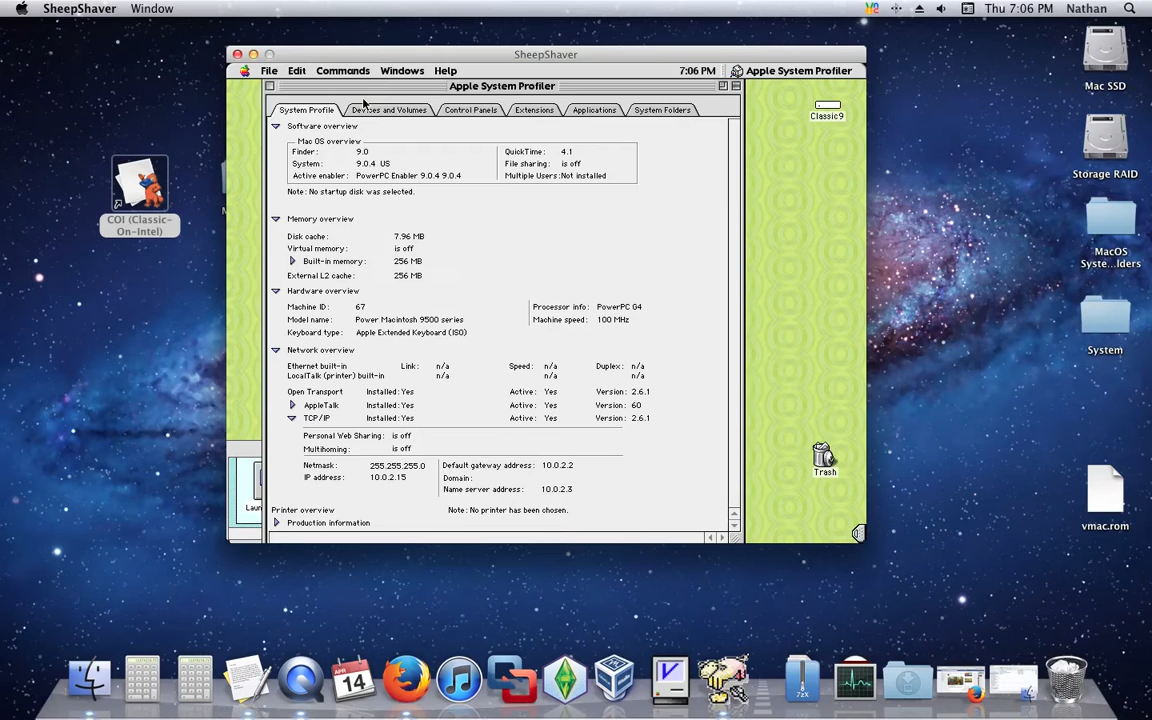 SheepShaver Window Thu 7:06 PM Nathan
SheepShaver
File Edit Commands Windows Help 7:06 PM Apple System Profiler
Apple System Profiler
System Profile Devices and Volumes Control Panels Extensions Applications System Folders
Software overview
Mac OS overview
Finder: 9.0 QuickTime: 4.1
System: 9.0.4 US File sharing: is off
Active enabler: PowerPC Enabler 9.0.4 9.0.4 Multiple Users: Not installed
Note: No startup disk was selected.
Memory overview
Disk cache: 7.96 MB
Virtual memory: is off
Built-in memory: 256 MB
External L2 cache: 256 MB
Hardware overview
Machine ID: 67 Processor info: PowerPC G4
Model name: Power Macintosh 9500 series Machine speed: 100 MHz
Keyboard type: Apple Extended Keyboard (ISO)
Network overview
Ethernet built-in Link: n/a Speed: n/a Duplex: n/a
LocalTalk (printer) built-in n/a n/a n/a
Open Transport Installed: Yes Active: Yes Version: 2.6.1
AppleTalk Installed: Yes Active: Yes Version: 60
TCP/IP Installed: Yes Active: Yes Version: 2.6.1
Personal Web Sharing: is off
Multihoming: is off
Netmask: 255.255.255.0 Default gateway address: 10.0.2.2
IP address: 10.0.2.15 Domain:
Name server address: 10.0.2.3
Printer overview Note: No printer has been chosen.
Production information
Classic9
Trash
Laun
COI (Classic-
On-Intel)
Mac SSD
Storage RAID
MacOS
Syste...lders
System
vmac.rom
APR
14
7zX